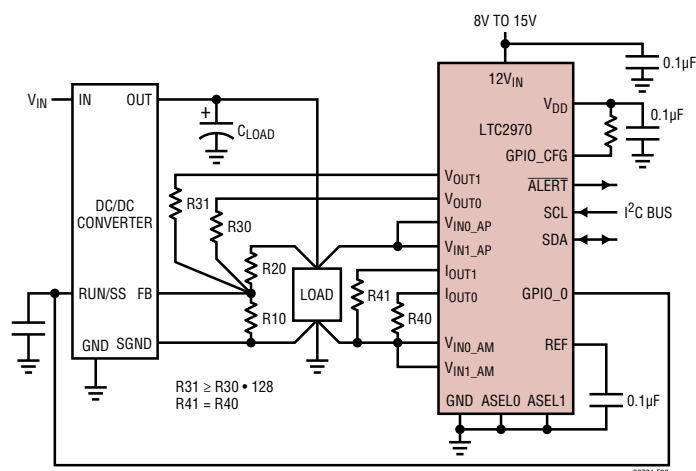 8V TO 15V
0.1µF
12VIN
VIN
IN
OUT
VDD
+
CLOAD
LTC2970
0.1µF
GPIO_CFG
VOUT1
ALERT
R31
DC/DC
CONVERTER
VOUT0
R30
SCL
I2C BUS
VIN0_AP
R20
VIN1_AP
SDA
IOUT1
RUN/SS
FB
LOAD
R41
IOUT0
GPIO_0
R10
R40
GND
SGND
VIN0_AM
REF
VIN1_AM
R31 ≥ R30 • 128
R41 = R40
GND
ASEL0
ASEL1
0.1µF